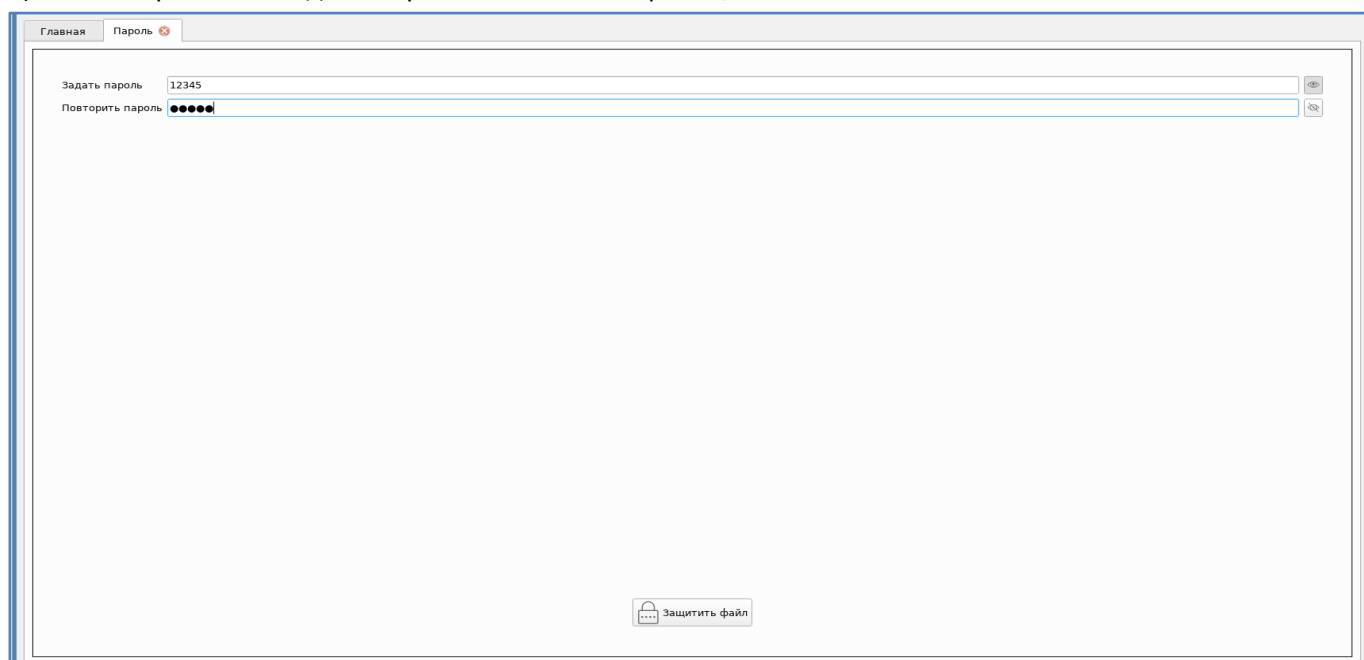 Главная Пароль
Задать пароль 12345
Повторить пароль ●●●●●
Защитить файл